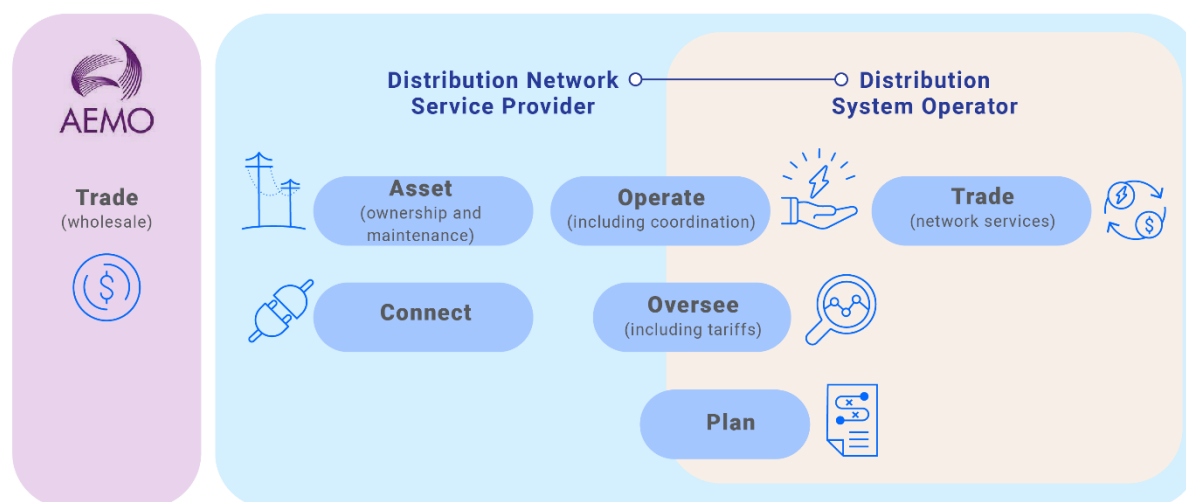 AEMO
Trade
(wholesale)
$
Distribution Network
Service Provider
Distribution
System Operator
Asset
(ownership and
maintenance)
Operate
(including coordination)
Trade
(network services)
$
Connect
Oversee
(including tariffs)
Plan